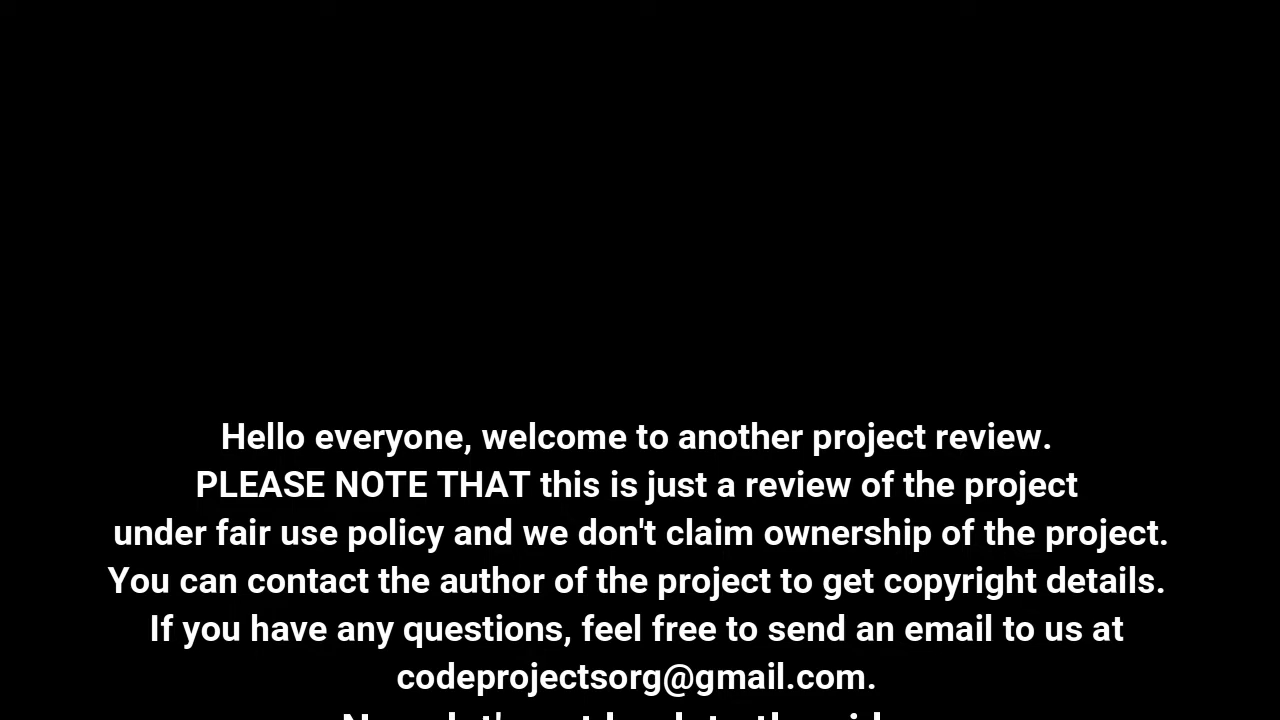 Hello everyone, welcome to another project review.
PLEASE NOTE THAT this is just a review of the project
under fair use policy and we don't claim ownership of the project.
You can contact the author of the project to get copyright details.
If you have any questions, feel free to send an email to us at
codeprojectsorg@gmail.com.